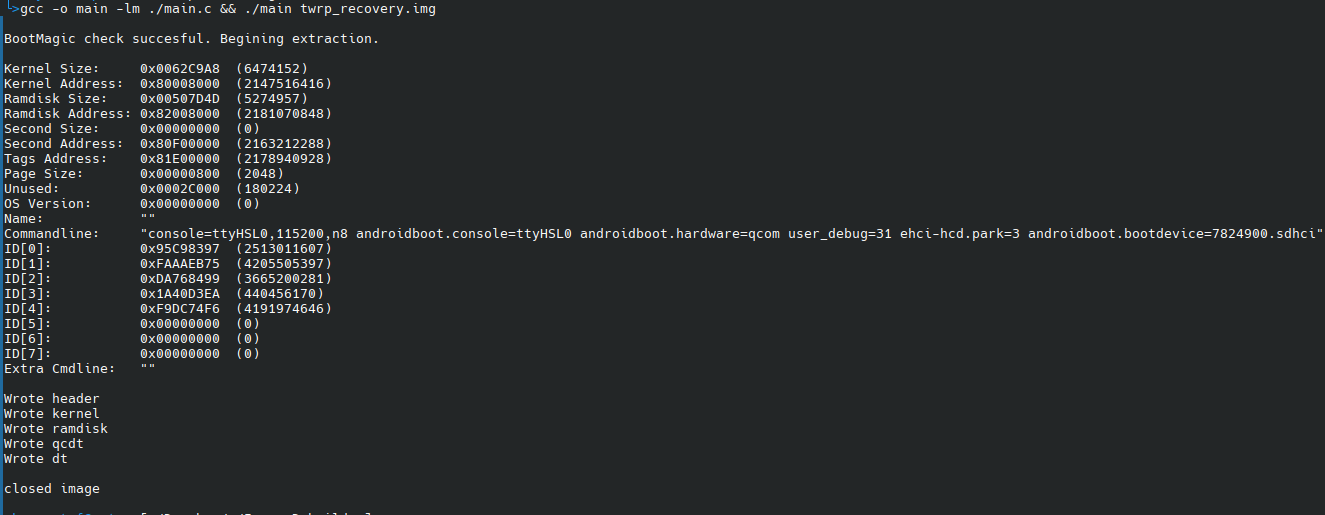 └>gcc -o main -lm ./main.c && ./main twrp_recovery.img
BootMagic check succesful. Begining extraction.
Kernel Size:     0x0062C9A8  (6474152)
Kernel Address:  0x80008000  (2147516416)
Ramdisk Size:    0x00507D4D  (5274957)
Ramdisk Address: 0x82008000  (2181070848)
Second Size:     0x00000000  (0)
Second Address:  0x80F00000  (2163212288)
Tags Address:    0x81E00000  (2178940928)
Page Size:       0x00000800  (2048)
Unused:          0x0002C000  (180224)
OS Version:      0x00000000  (0)
Name:            ""
Commandline:     "console=ttyHSL0,115200,n8 androidboot.console=ttyHSL0 androidboot.hardware=qcom user_debug=31 ehci-hcd.park=3 androidboot.bootdevice=7824900.sdhci"
ID[0]:           0x95C98397  (2513011607)
ID[1]:           0xFAAAEB75  (4205505397)
ID[2]:           0xDA768499  (3665200281)
ID[3]:           0x1A40D3EA  (440456170)
ID[4]:           0xF9DC74F6  (4191974646)
ID[5]:           0x00000000  (0)
ID[6]:           0x00000000  (0)
ID[7]:           0x00000000  (0)
Extra Cmdline:   ""
Wrote header
Wrote kernel
Wrote ramdisk
Wrote qcdt
Wrote dt
closed image